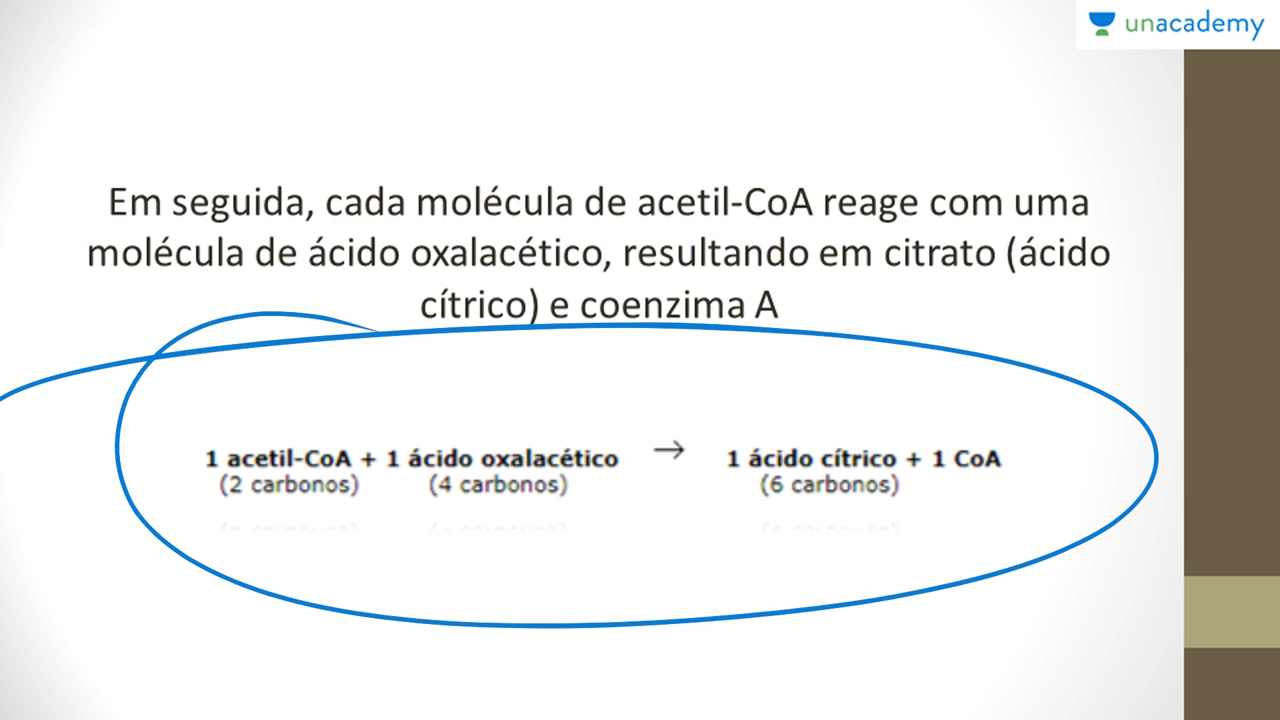 unacademy
Em seguida, cada molécula de acetil-CoA reage com uma
molécula de ácido oxalacético, resultando em citrato (ácido
cítrico) e coenzima A
1 acetil-CoA + 1 ácido oxalacético → 1 ácido cítrico + 1 CoA
(2 carbonos) (4 carbonos) (6 carbonos)